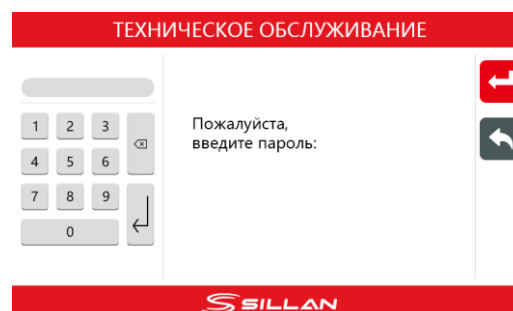 ТЕХНИЧЕСКОЕ ОБСЛУЖИВАНИЕ
1 2 3
4 5 6
7 8 9
0
Пожалуйста,
введите пароль:
SILLAN